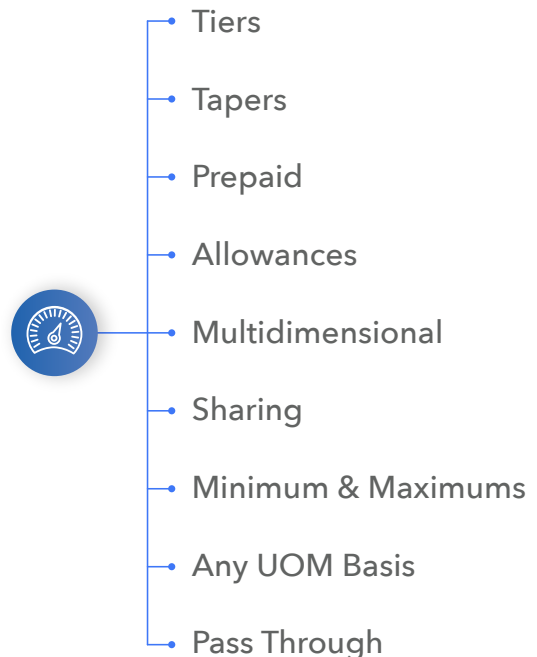 Tiers
Tapers
Prepaid
Allowances
Multidimensional
Sharing
Minimum & Maximums
Any UOM Basis
Pass Through